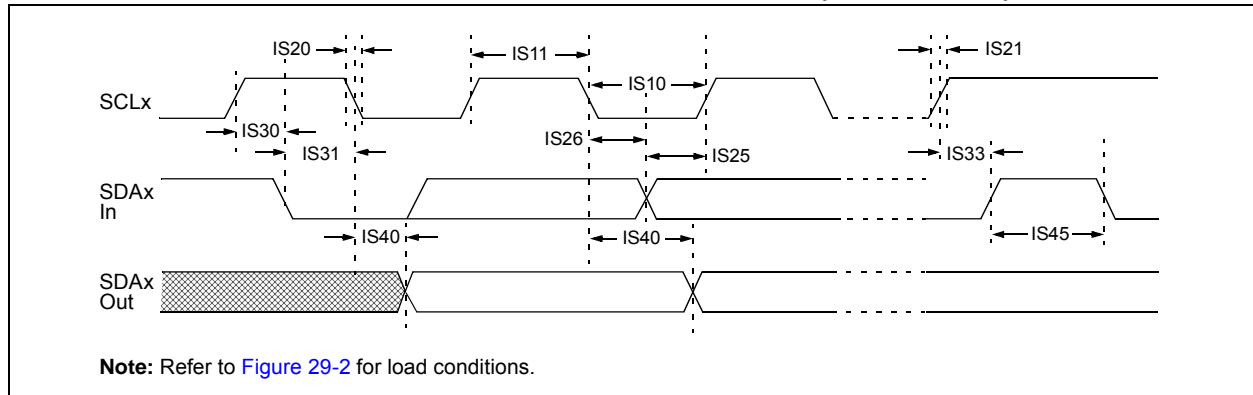 IS20
IS11
IS21
IS10
SCLx
IS30
IS26
IS31
IS25
IS33
SDAx
In
IS40
IS40
IS45
SDAx
Out
Note: Refer to Figure 29-2 for load conditions.